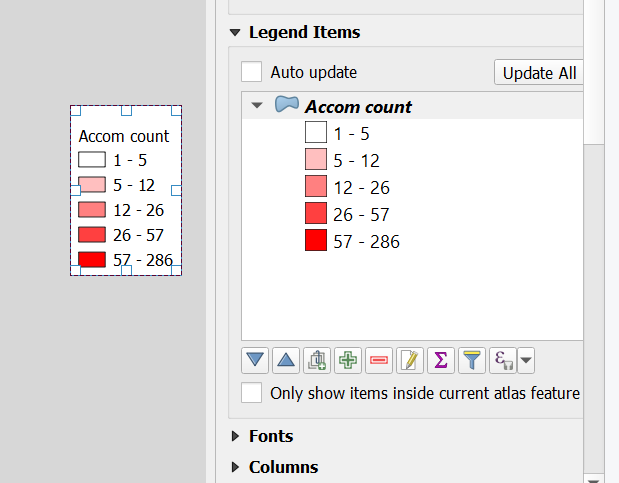 Accom count
1 - 5
5 - 12
12 - 26
26 - 57
57 - 286
Legend Items
Auto update
Update All
Accom count
1 - 5
5 - 12
12 - 26
26 - 57
57 - 286
Σ
ε
Only show items inside current atlas feature
Fonts
Columns